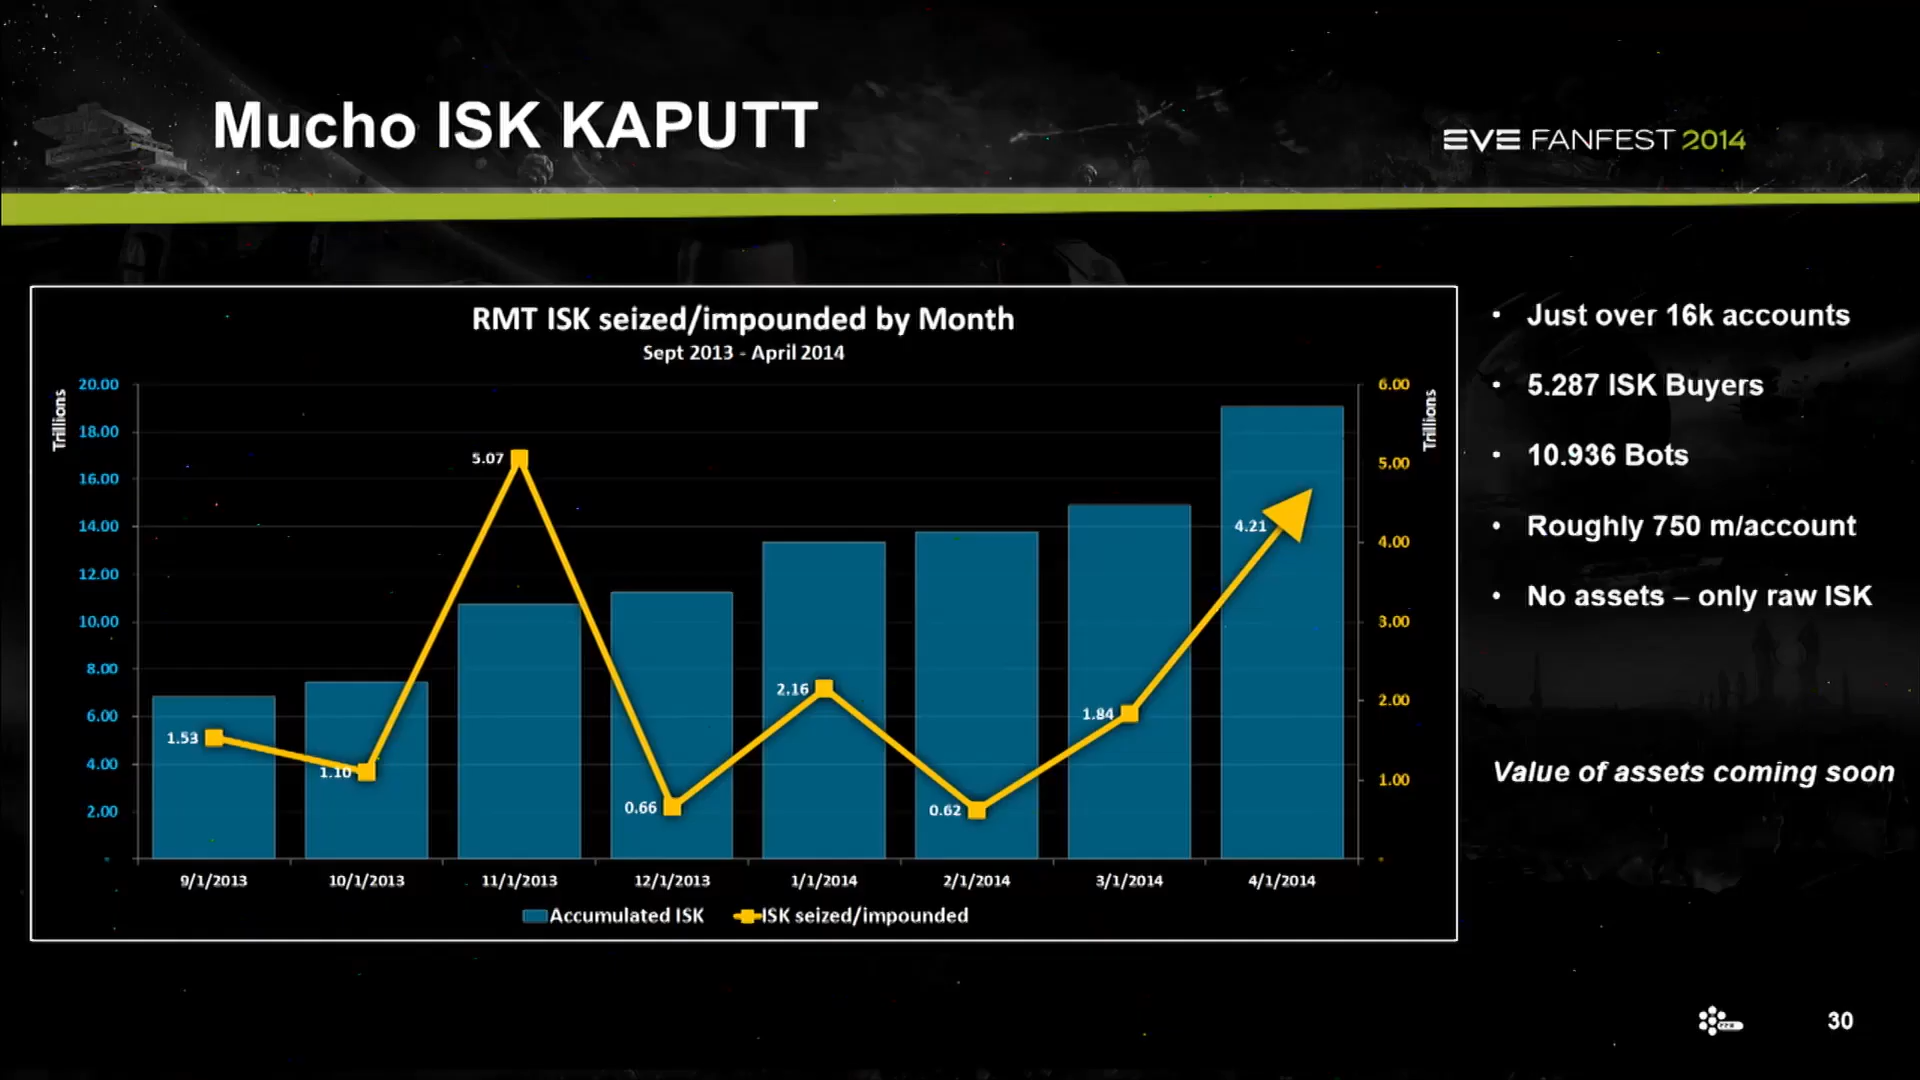 Mucho ISK KAPUTT
EVE FANFEST 2014
RMT ISK seized/impounded by Month
Sept 2013 - April 2014
Trillions
20.00
18.00
16.00
14.00
12.00
10.00
8.00
6.00
4.00
2.00
-
6.00
5.00
4.00
3.00
2.00
1.00
-
Trillions
1.53
1.10
5.07
0.66
2.16
0.62
1.84
4.21
9/1/2013
10/1/2013
11/1/2013
12/1/2013
1/1/2014
2/1/2014
3/1/2014
4/1/2014
Accumulated ISK
ISK seized/impounded
• Just over 16k accounts
• 5.287 ISK Buyers
• 10.936 Bots
• Roughly 750 m/account
• No assets – only raw ISK
Value of assets coming soon
30